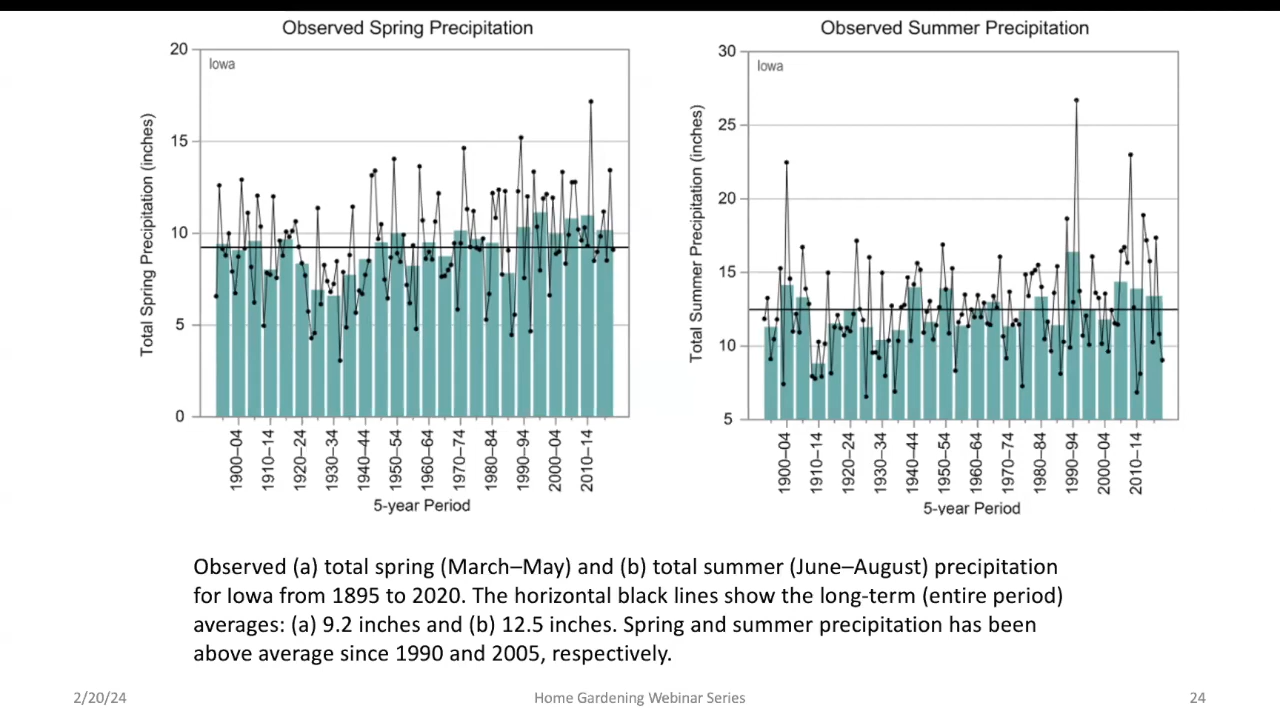 Observed Spring Precipitation
Iowa
Total Spring Precipitation (inches)
20
15
10
5
0
1900–04
1910–14
1920–24
1930–34
1940–44
1950–54
1960–64
1970–74
1980–84
1990–94
2000–04
2010–14
5-year Period
Observed Summer Precipitation
Iowa
Total Summer Precipitation (inches)
30
25
20
15
10
5
1900–04
1910–14
1920–24
1930–34
1940–44
1950–54
1960–64
1970–74
1980–84
1990–94
2000–04
2010–14
5-year Period
Observed (a) total spring (March–May) and (b) total summer (June–August) precipitation
for Iowa from 1895 to 2020. The horizontal black lines show the long-term (entire period)
averages: (a) 9.2 inches and (b) 12.5 inches. Spring and summer precipitation has been
above average since 1990 and 2005, respectively.
2/20/24
Home Gardening Webinar Series
24